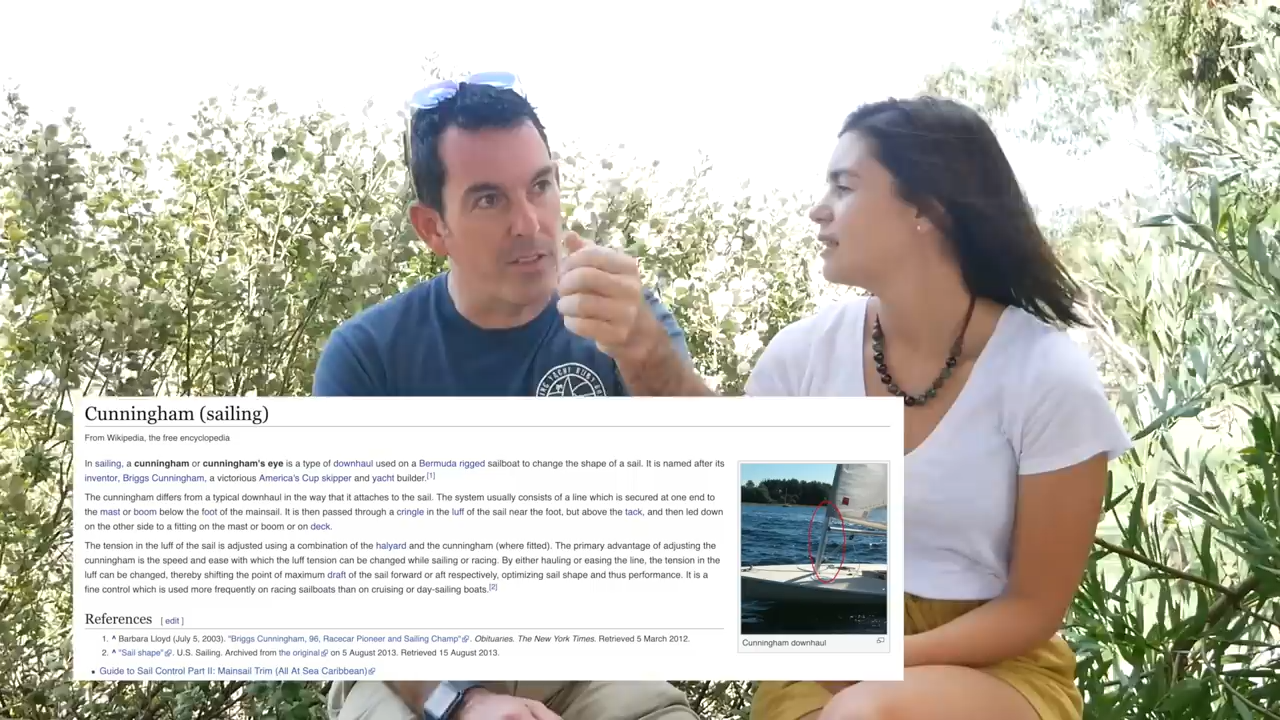 NG YACHT HUNT
Cunningham (sailing)
From Wikipedia, the free encyclopedia
In sailing, a cunningham or cunningham's eye is a type of downhaul used on a Bermuda rigged sailboat to change the shape of a sail. It is named after its
inventor, Briggs Cunningham, a victorious America's Cup skipper and yacht builder.[1]
The cunningham differs from a typical downhaul in the way that it attaches to the sail. The system usually consists of a line which is secured at one end to
the mast or boom below the foot of the mainsail. It is then passed through a cringle in the luff of the sail near the foot, but above the tack, and then led down
on the other side to a fitting on the mast or boom or on deck.
The tension in the luff of the sail is adjusted using a combination of the halyard and the cunningham (where fitted). The primary advantage of adjusting the
cunningham is the speed and ease with which the luff tension can be changed while sailing or racing. By either hauling or easing the line, the tension in the
luff can be changed, thereby shifting the point of maximum draft of the sail forward or aft respectively, optimizing sail shape and thus performance. It is a
fine control which is used more frequently on racing sailboats than on cruising or day-sailing boats.[2]
Cunningham downhaul
References [ edit ]
1. ^ Barbara Lloyd (July 5, 2003). "Briggs Cunningham, 96, Racecar Pioneer and Sailing Champ". Obituaries. The New York Times. Retrieved 5 March 2012.
2. ^ "Sail shape". U.S. Sailing. Archived from the original on 5 August 2013. Retrieved 15 August 2013.
• Guide to Sail Control Part II: Mainsail Trim (All At Sea Caribbean)